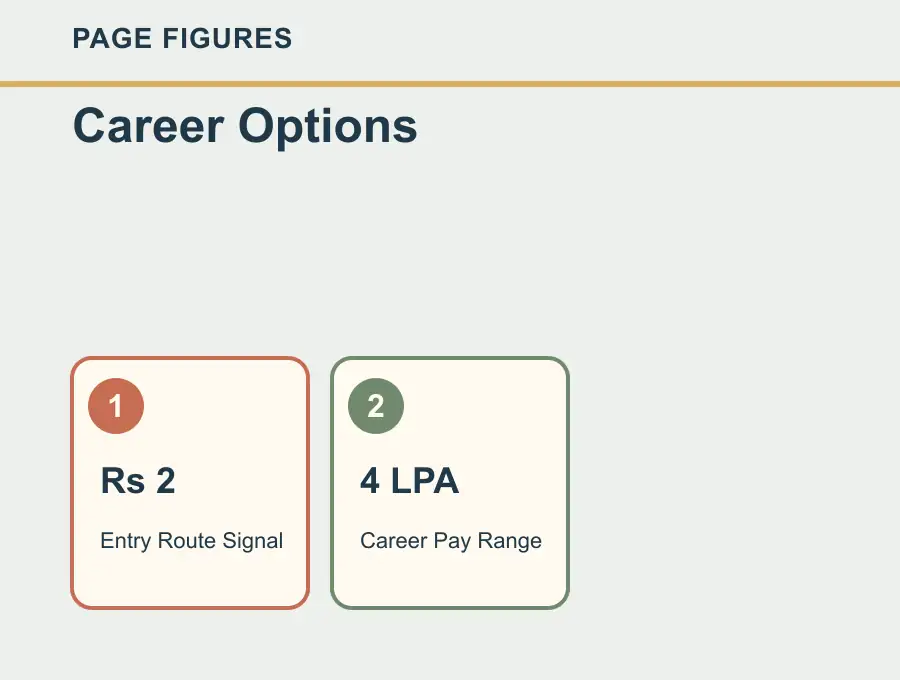 PAGE FIGURES
Career Options
1
Rs 2
Entry Route Signal
2
4 LPA
Career Pay Range